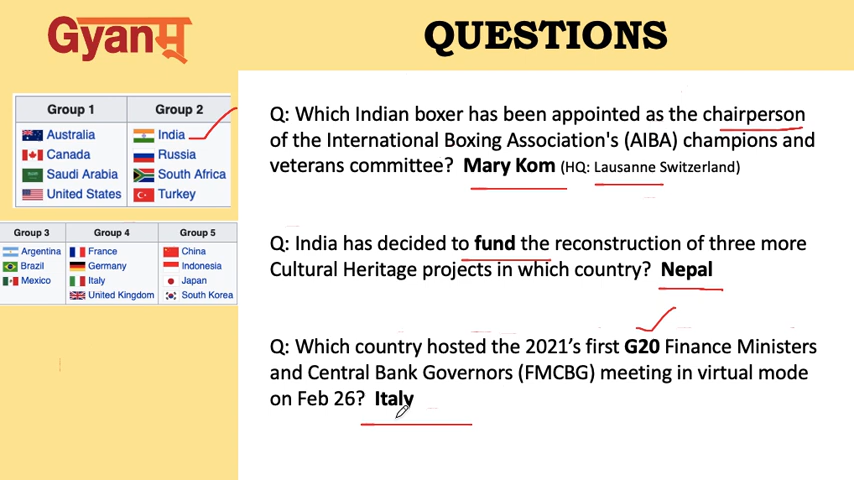 Gyanमू
QUESTIONS
Group 1 Group 2
Australia India
Canada Russia
Saudi Arabia South Africa
United States Turkey
Group 3 Group 4 Group 5
Argentina France China
Brazil Germany Indonesia
Mexico Italy Japan
United Kingdom South Korea
Q: Which Indian boxer has been appointed as the chairperson
of the International Boxing Association's (AIBA) champions and
veterans committee? Mary Kom (HQ: Lausanne Switzerland)
Q: India has decided to fund the reconstruction of three more
Cultural Heritage projects in which country? Nepal
Q: Which country hosted the 2021's first G20 Finance Ministers
and Central Bank Governors (FMCBG) meeting in virtual mode
on Feb 26? Italy